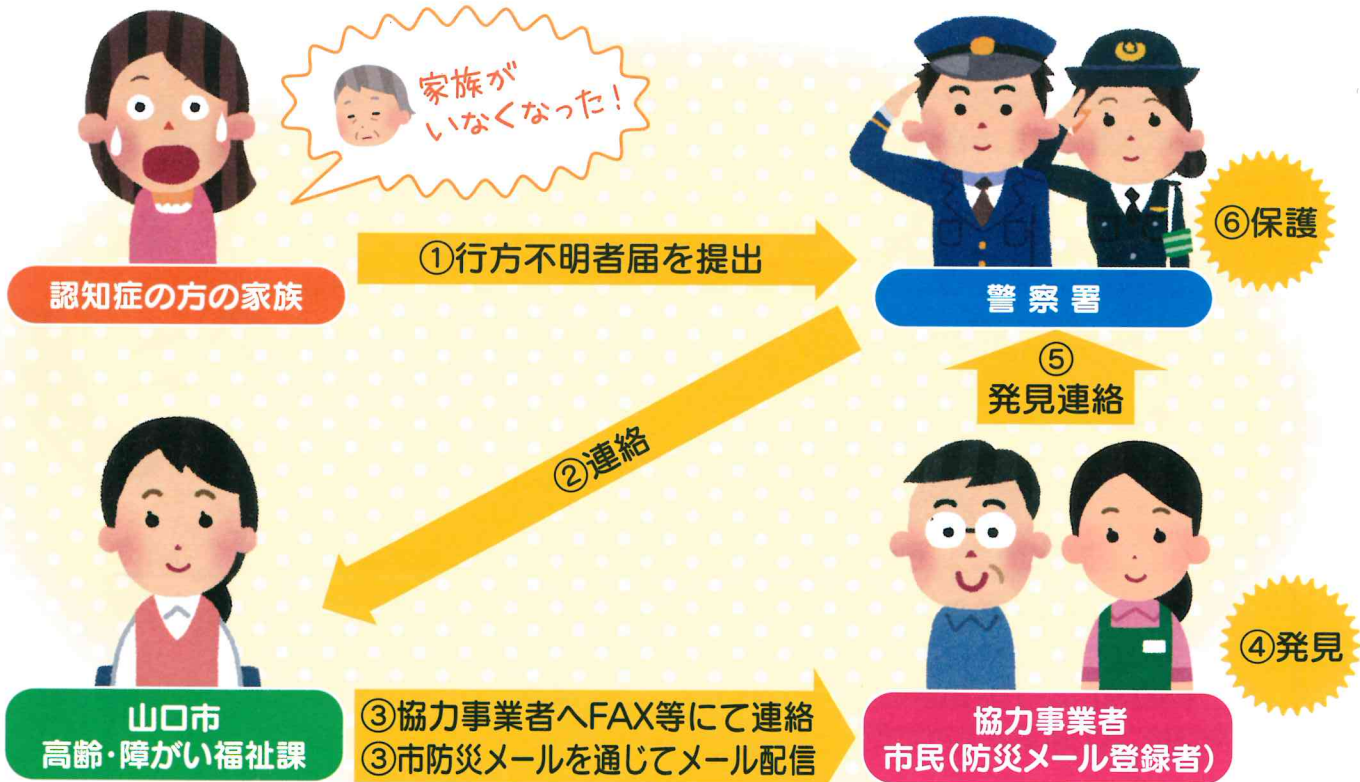 家族が
いなくなった!
①行方不明者届を提出
⑥保護
認知症の方の家族
警察署
⑤
発見連絡
②連絡
④発見
山口市
高齢・障がい福祉課
③協力事業者へFAX等にて連絡
③市防災メールを通じてメール配信
協力事業者
市民(防災メール登録者)